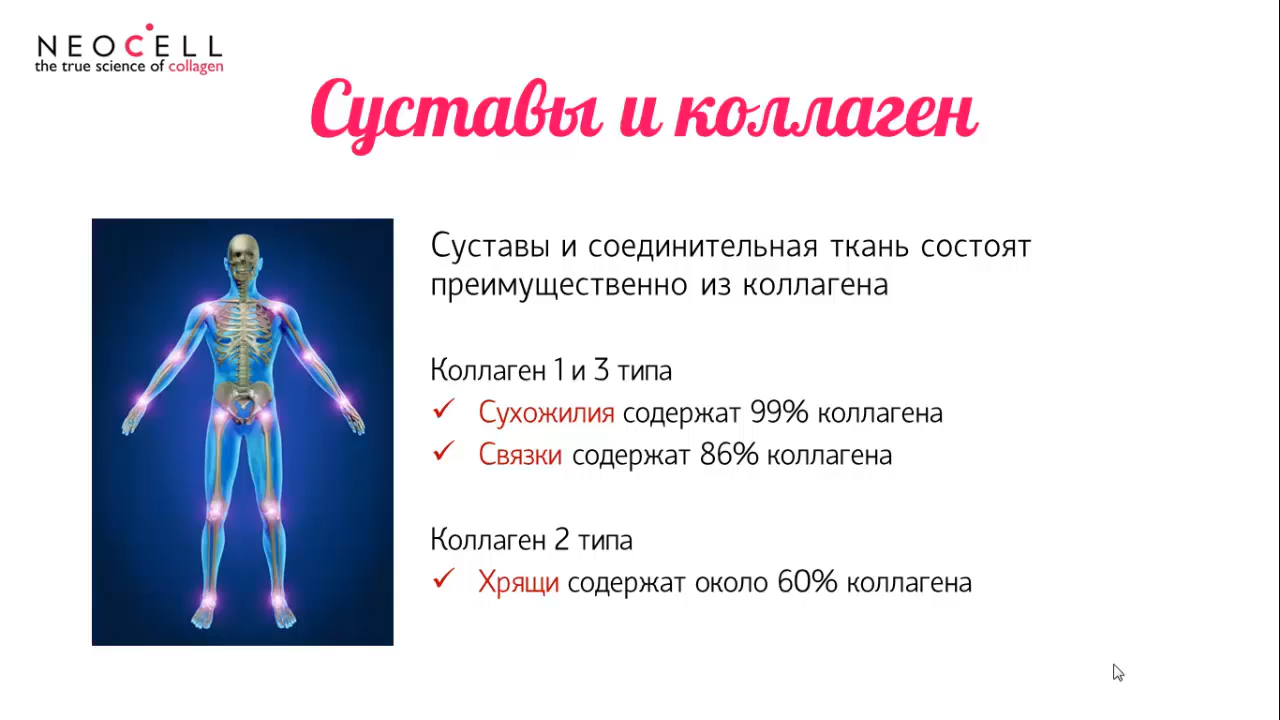 NEOCELL
the true science of collagen
Суставы и коллаген
Суставы и соединительная ткань состоят
преимущественно из коллагена
Коллаген 1 и 3 типа
Сухожилия содержат 99% коллагена
Связки содержат 86% коллагена
Коллаген 2 типа
Хрящи содержат около 60% коллагена